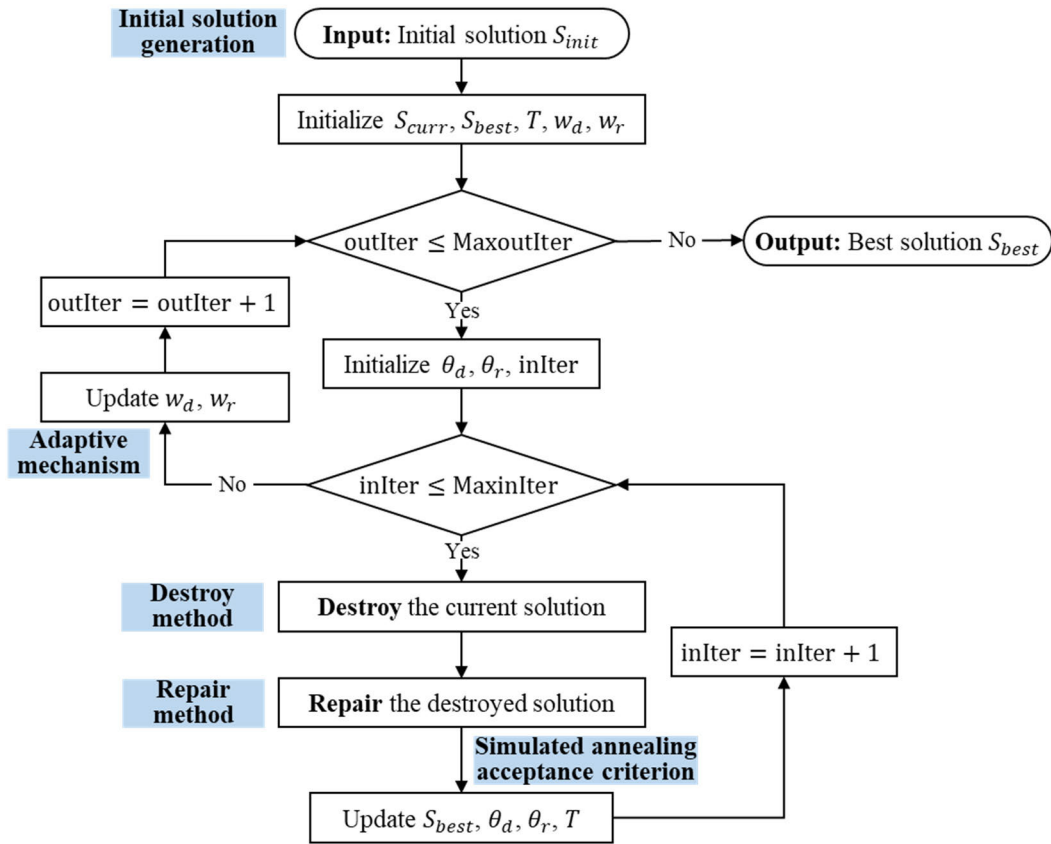 Initial solution
generation
Input: Initial solution S_init
Initialize S_curr, S_best, T, w_d, w_r
outIter ≤ MaxoutIter
No
Output: Best solution S_best
Yes
outIter = outIter + 1
Initialize θ_d, θ_r, inIter
Update w_d, w_r
Adaptive
mechanism
inIter ≤ MaxinIter
No
Yes
Destroy
method
Destroy the current solution
inIter = inIter + 1
Repair
method
Repair the destroyed solution
Simulated annealing
acceptance criterion
Update S_best, θ_d, θ_r, T